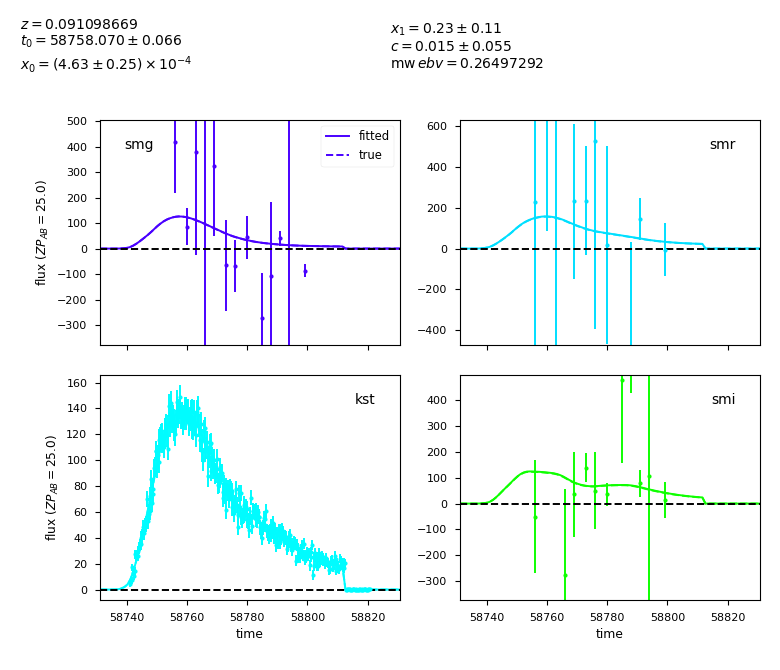 z = 0.091098669
t₀ = 58758.070 ± 0.066
x₀ = (4.63 ± 0.25) × 10⁻⁴
x₁ = 0.23 ± 0.11
c = 0.015 ± 0.055
mw ebv = 0.26497292
smg
fitted
true
500
400
300
200
100
0
−100
−200
−300
flux (ZP_AB = 25.0)
smr
600
400
200
0
−200
−400
kst
160
140
120
100
80
60
40
20
0
flux (ZP_AB = 25.0)
58740 58760 58780 58800 58820
time
smi
400
300
200
100
0
−100
−200
−300
58740 58760 58780 58800 58820
time